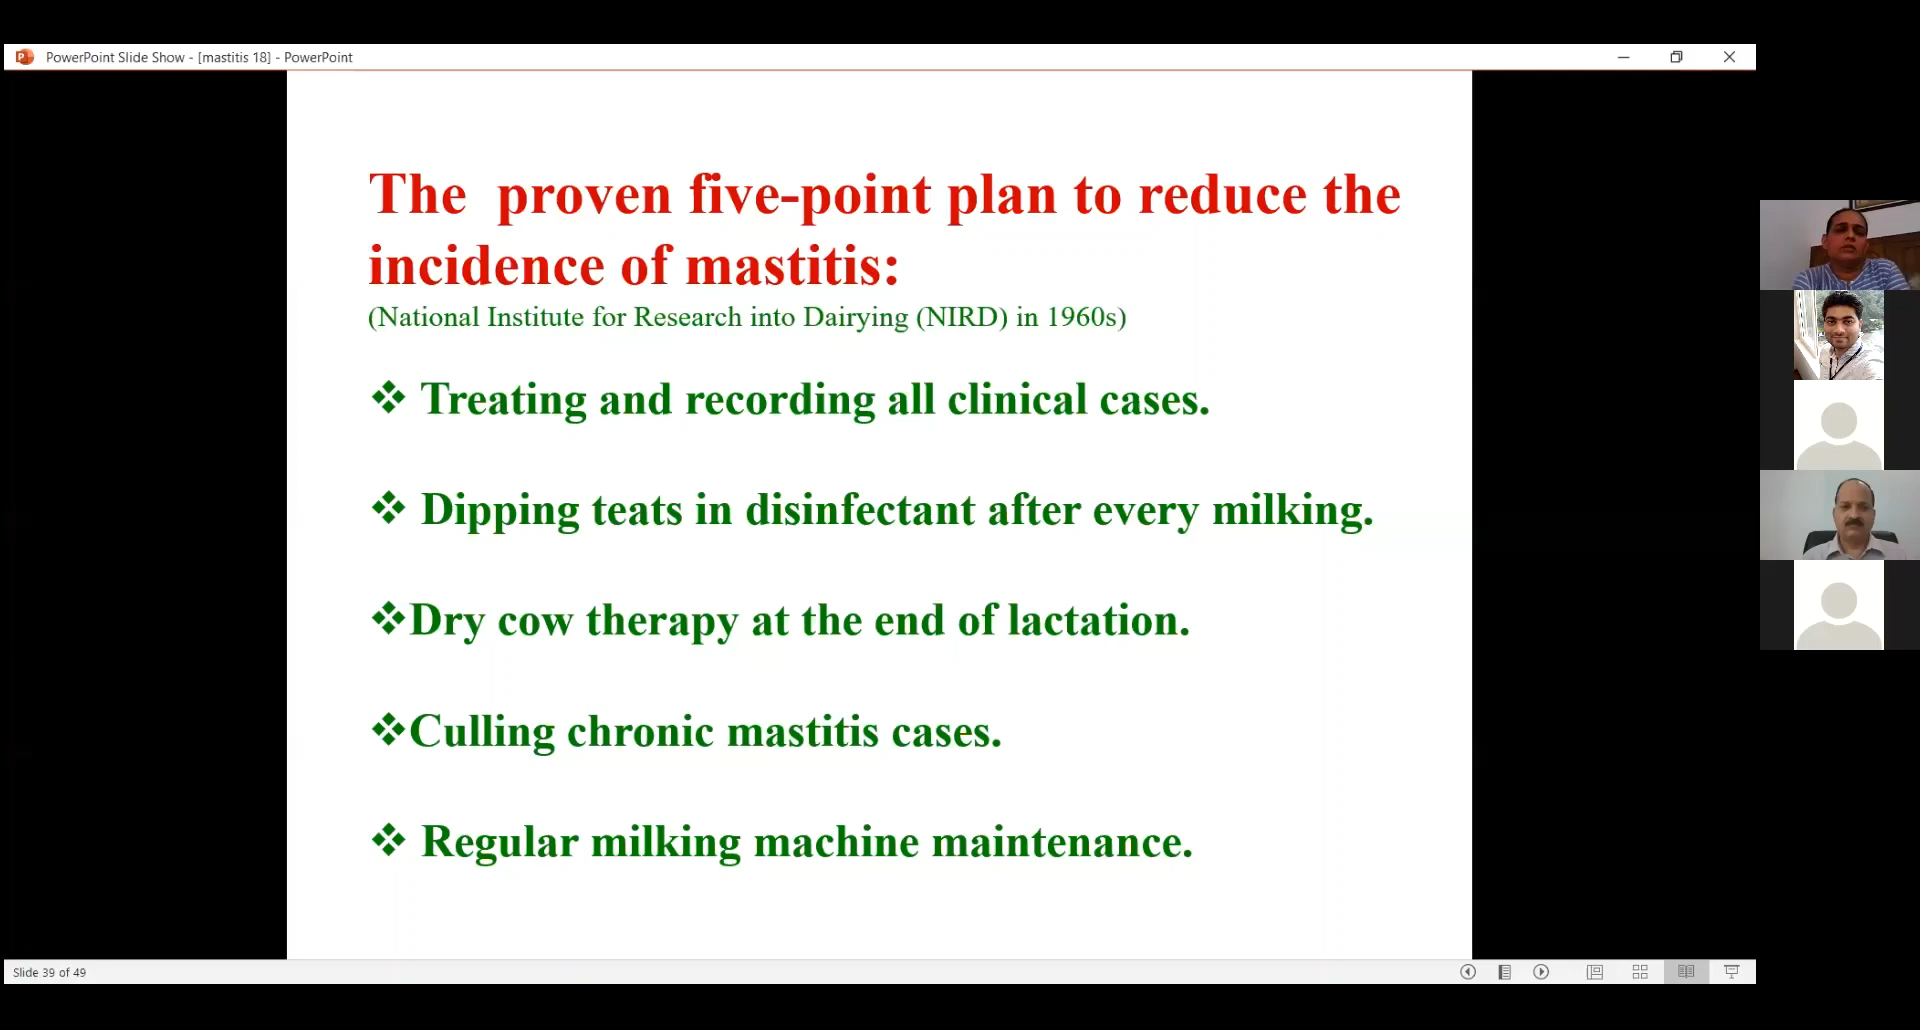 PowerPoint Slide Show - [mastitis 18] - PowerPoint
The proven five-point plan to reduce the
incidence of mastitis:
(National Institute for Research into Dairying (NIRD) in 1960s)
❖ Treating and recording all clinical cases.
❖ Dipping teats in disinfectant after every milking.
❖Dry cow therapy at the end of lactation.
❖Culling chronic mastitis cases.
❖ Regular milking machine maintenance.
Slide 39 of 49